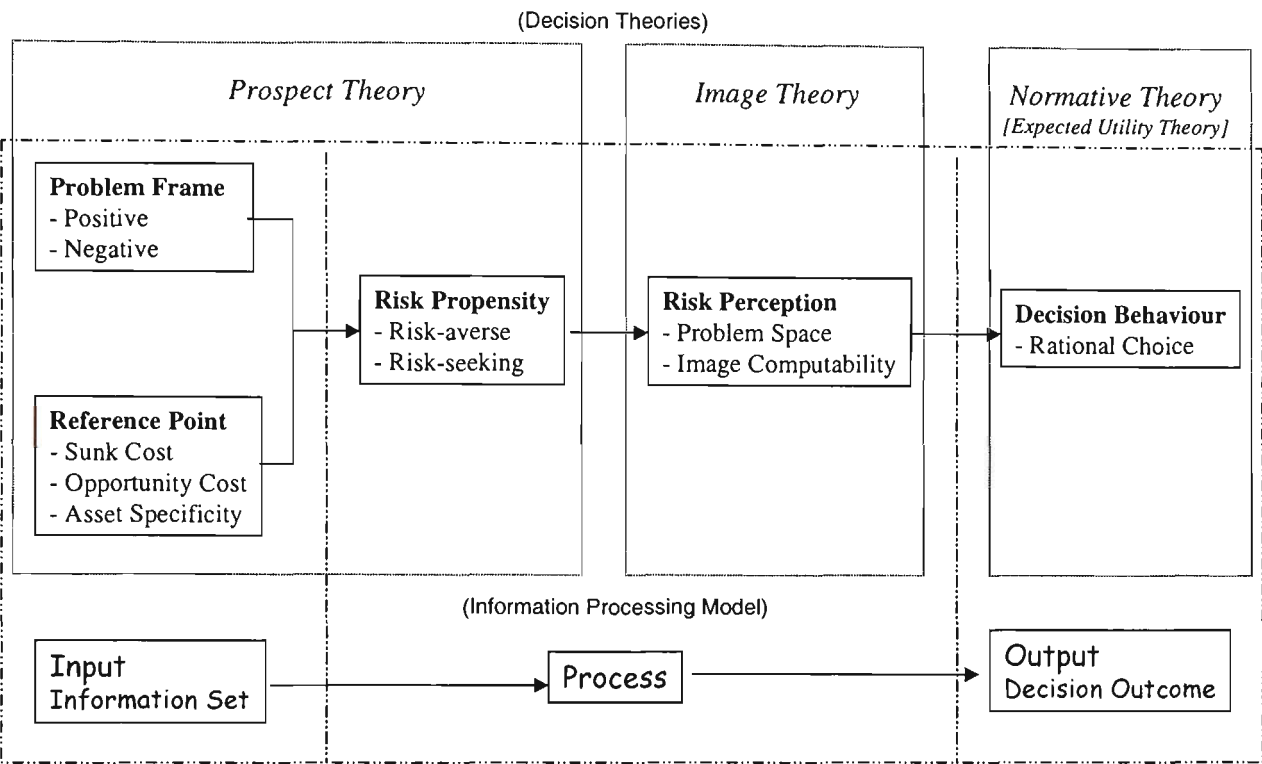 (Decision Theories)
Prospect Theory
Image Theory
Normative Theory
[Expected Utility Theory]
Problem Frame
- Positive
- Negative
Reference Point
- Sunk Cost
- Opportunity Cost
- Asset Specificity
Risk Propensity
- Risk-averse
- Risk-seeking
Risk Perception
- Problem Space
- Image Computability
Decision Behaviour
- Rational Choice
(Information Processing Model)
Input
Information Set
Process
Output
Decision Outcome